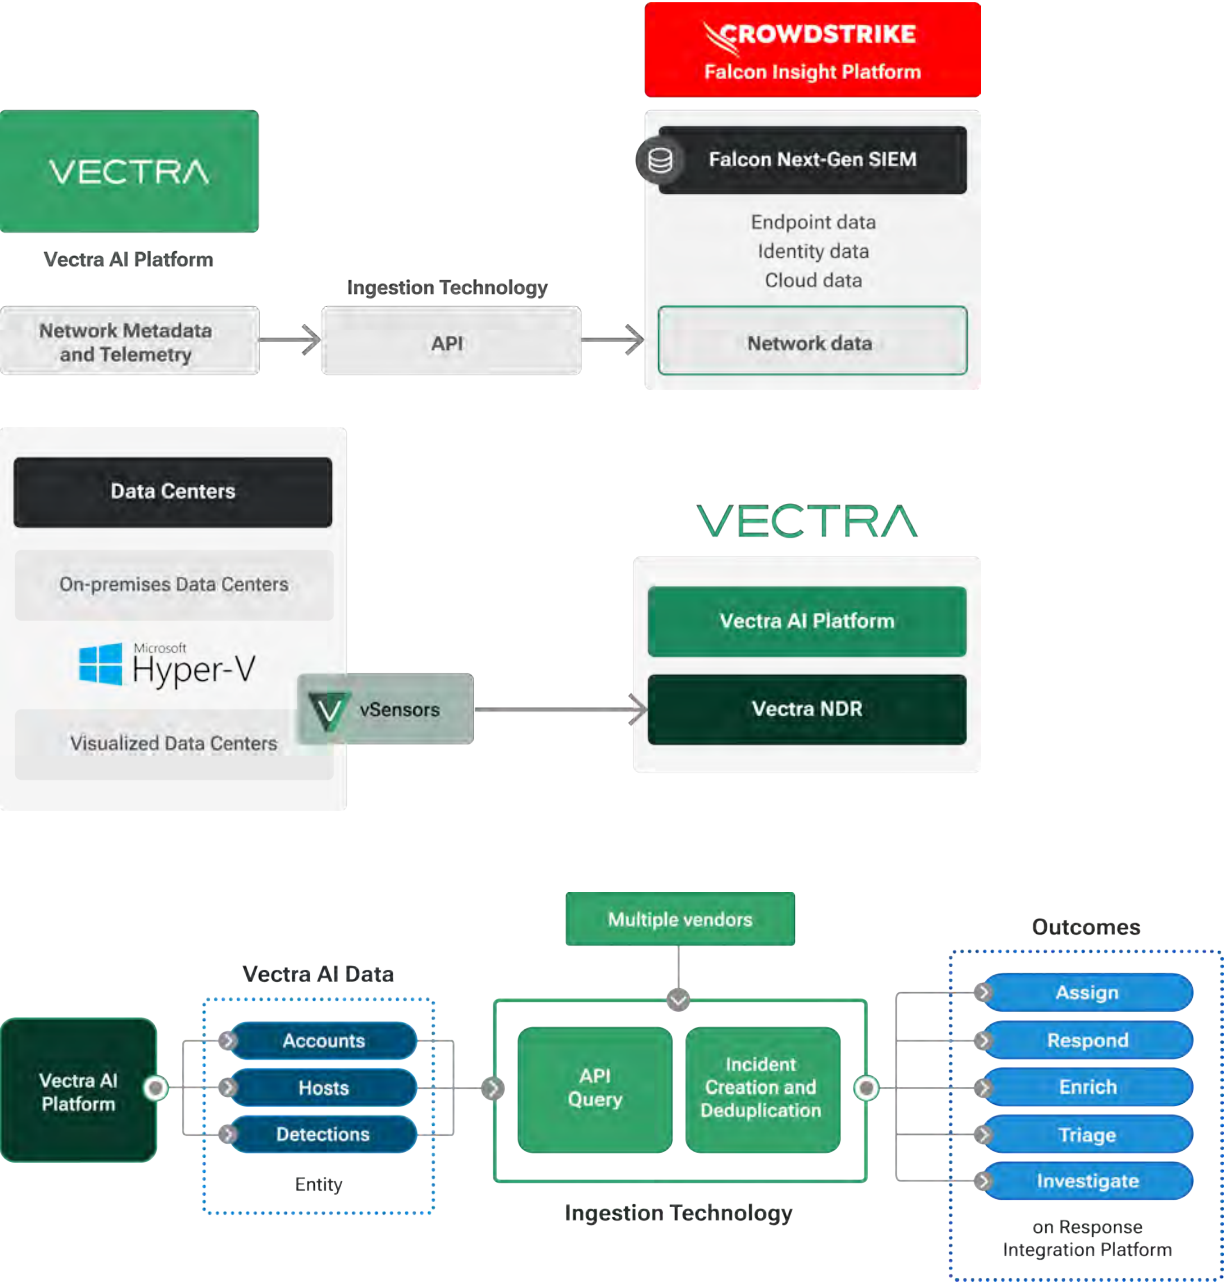 CROWDSTRIKE
Falcon Insight Platform
VECTRA
Vectra AI Platform
Network Metadata
and Telemetry
Ingestion Technology
API
Falcon Next-Gen SIEM
Endpoint data
Identity data
Cloud data
Network data
Data Centers
On-premises Data Centers
Microsoft
Hyper-V
vSensors
Visualized Data Centers
VECTRA
Vectra AI Platform
Vectra NDR
Multiple vendors
Vectra AI
Platform
Vectra AI Data
Accounts
Hosts
Detections
Entity
API
Query
Incident
Creation and
Deduplication
Ingestion Technology
Outcomes
Assign
Respond
Enrich
Triage
Investigate
on Response
Integration Platform